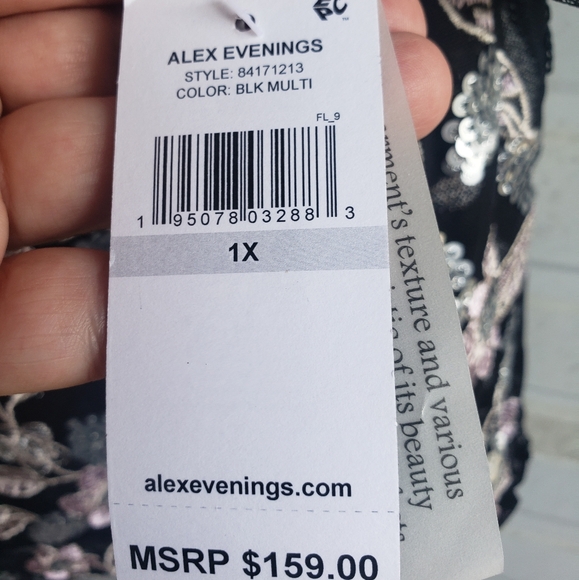 EPC™
ALEX EVENINGS
STYLE: 84171213
COLOR: BLK MULTI
FL_9
1 95078 03288 3
1X
alexevenings.com
MSRP $159.00
texture and various
of its beauty